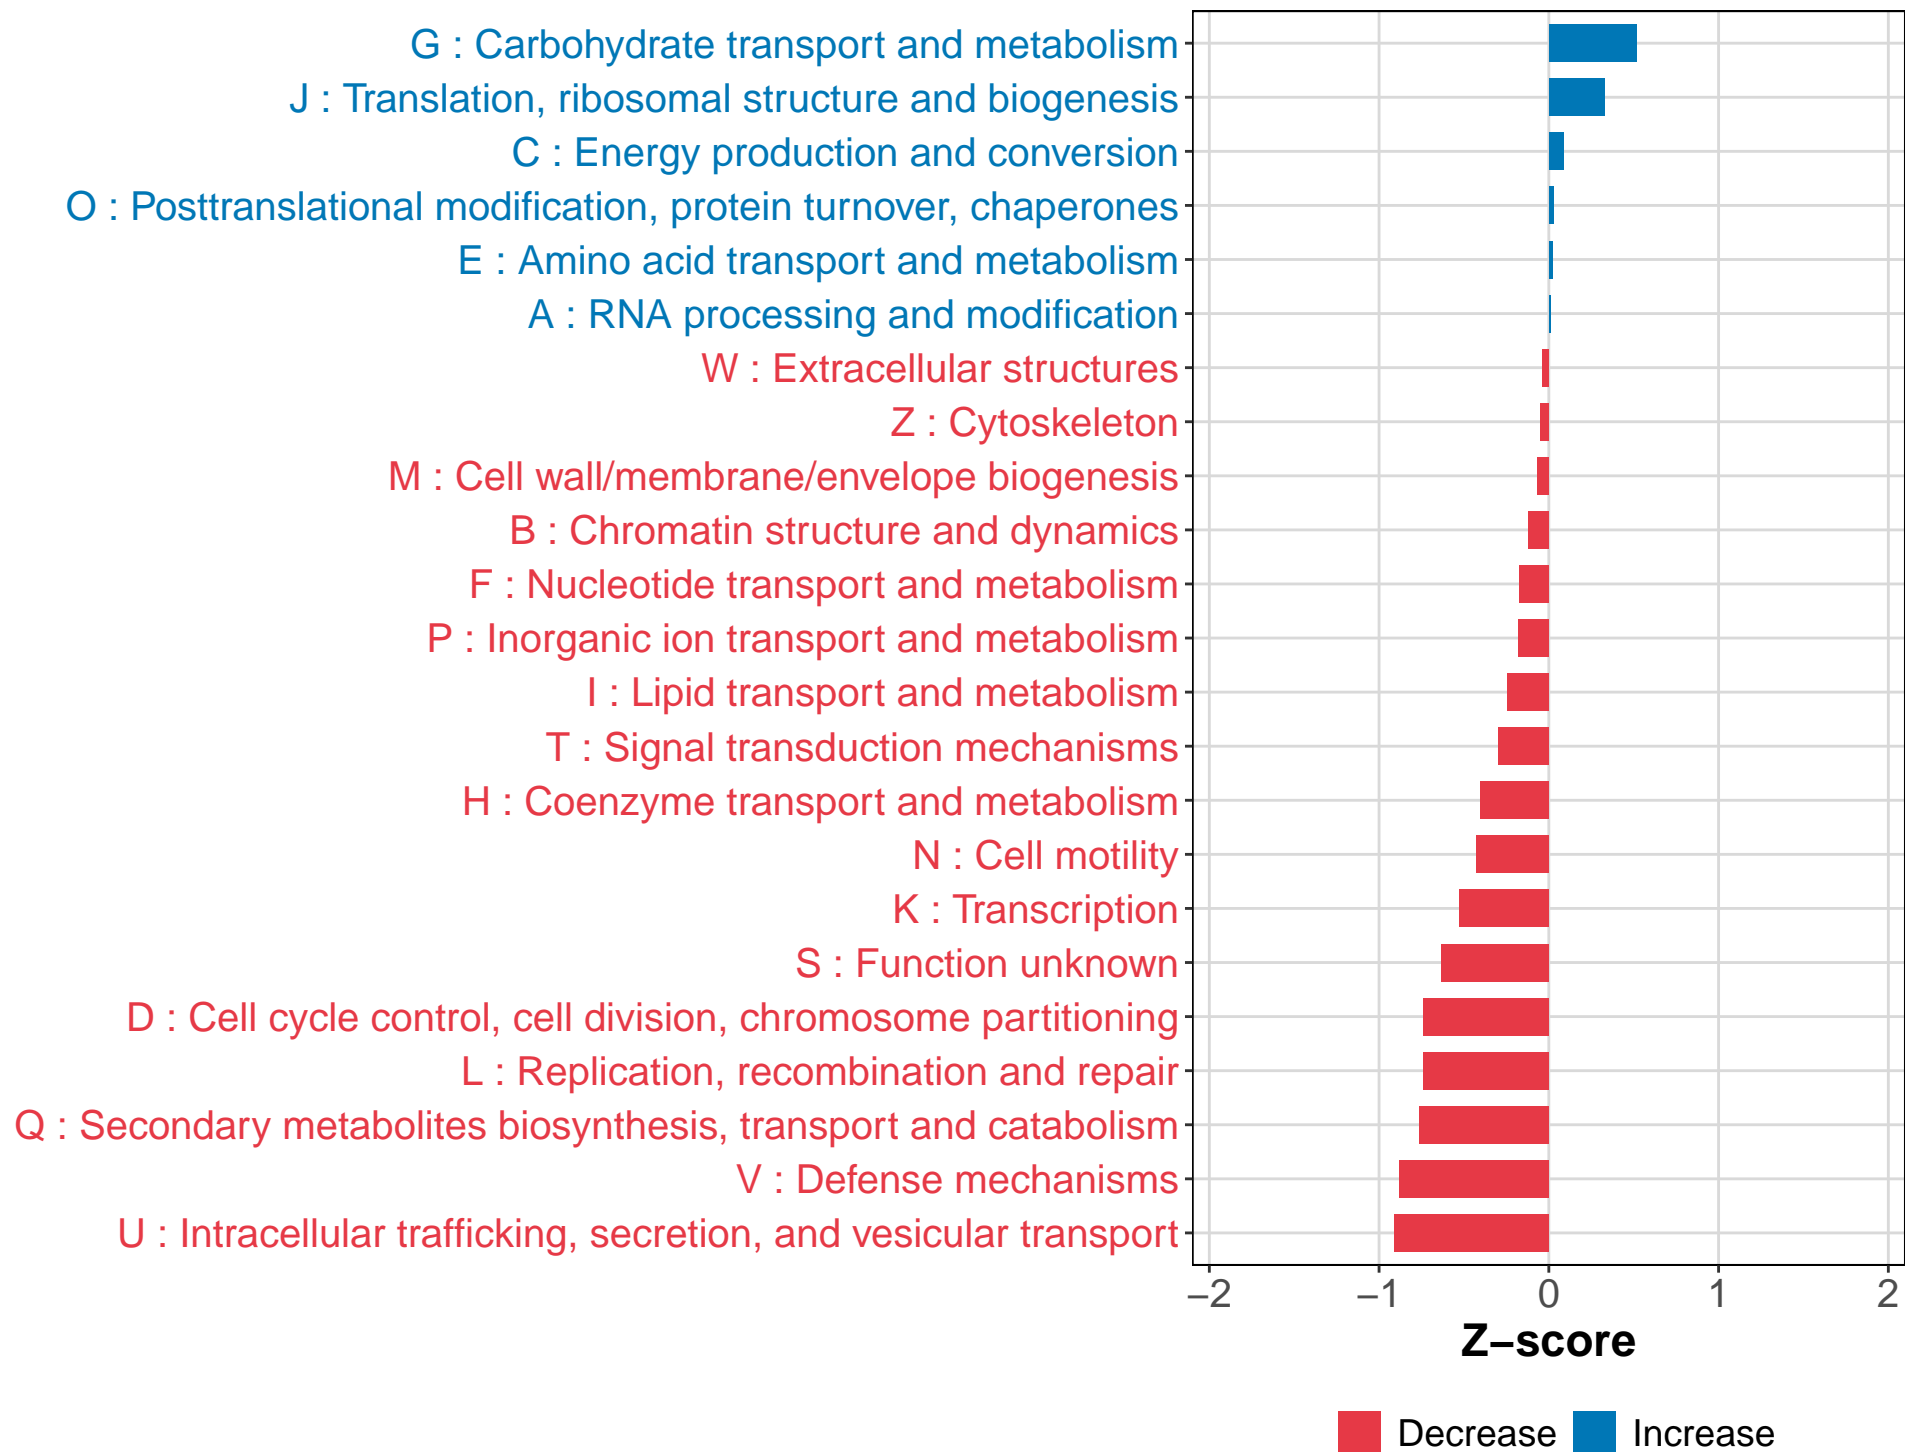 G : Carbohydrate transport and metabolism
J : Translation, ribosomal structure and biogenesis
C : Energy production and conversion
O : Posttranslational modification, protein turnover, chaperones
E : Amino acid transport and metabolism
A : RNA processing and modification
W : Extracellular structures
Z : Cytoskeleton
M : Cell wall/membrane/envelope biogenesis
B : Chromatin structure and dynamics
F : Nucleotide transport and metabolism
P : Inorganic ion transport and metabolism
I : Lipid transport and metabolism
T : Signal transduction mechanisms
H : Coenzyme transport and metabolism
N : Cell motility
K : Transcription
S : Function unknown
D : Cell cycle control, cell division, chromosome partitioning
L : Replication, recombination and repair
Q : Secondary metabolites biosynthesis, transport and catabolism
V : Defense mechanisms
U : Intracellular trafficking, secretion, and vesicular transport
−2 −1 0 1 2
Z−score
Decrease Increase